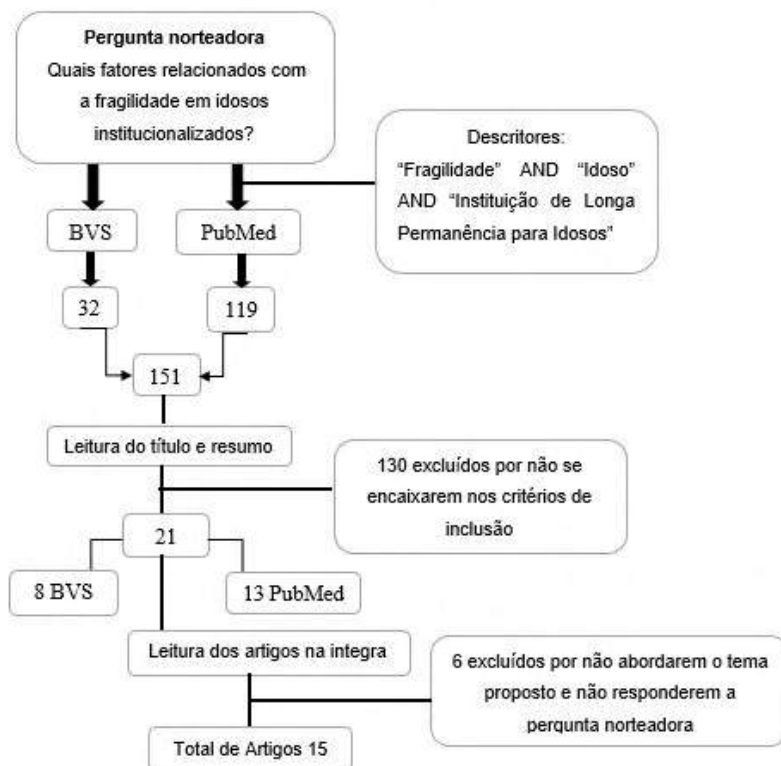 Pergunta norteadora
Quais fatores relacionados com
a fragilidade em idosos
institucionalizados?
Descritores:
“Fragilidade” AND “Idoso”
AND “Instituição de Longa
Permanência para Idosos”
BVS
PubMed
32
119
151
Leitura do título e resumo
130 excluídos por não se
encaixarem nos critérios de
inclusão
21
8 BVS
13 PubMed
Leitura dos artigos na integra
6 excluídos por não abordarem o tema
proposto e não responderem a
pergunta norteadora
Total de Artigos 15